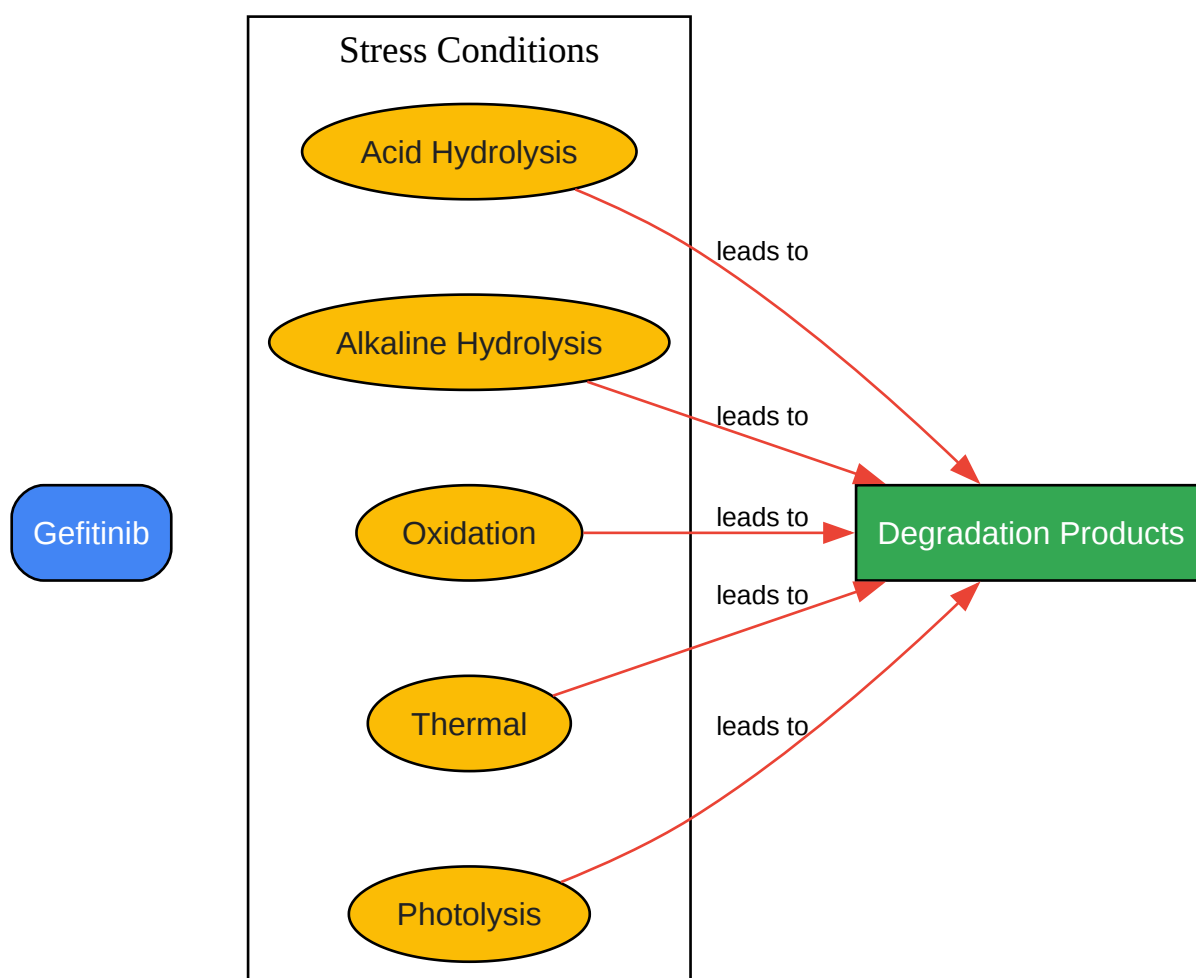 Stress Conditions
Acid Hydrolysis
leads to
Alkaline Hydrolysis
leads to
Gefitinib
Oxidation
leads to
Degradation Products
leads to
Thermal
leads to
Photolysis